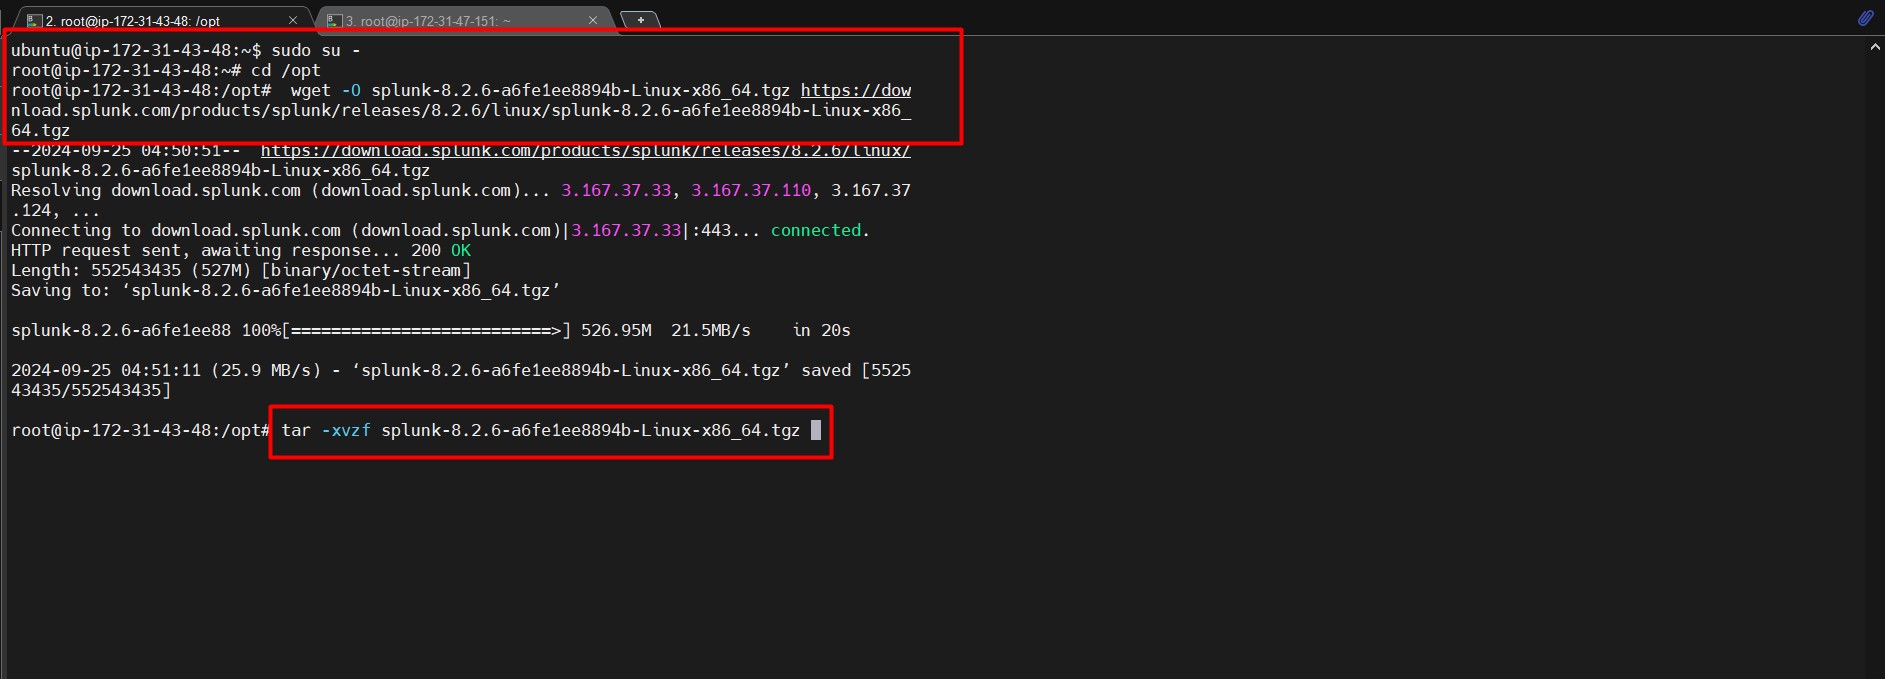 2. root@ip-172-31-43-48: /opt
3. root@ip-172-31-47-151: ~
ubuntu@ip-172-31-43-48:~$ sudo su -
root@ip-172-31-43-48:~# cd /opt
root@ip-172-31-43-48:/opt#  wget -O splunk-8.2.6-a6fe1ee8894b-Linux-x86_64.tgz https://dow
nload.splunk.com/products/splunk/releases/8.2.6/linux/splunk-8.2.6-a6fe1ee8894b-Linux-x86_
64.tgz
--2024-09-25 04:50:51--  https://download.splunk.com/products/splunk/releases/8.2.6/linux/
splunk-8.2.6-a6fe1ee8894b-Linux-x86_64.tgz
Resolving download.splunk.com (download.splunk.com)... 3.167.37.33, 3.167.37.110, 3.167.37
.124, ...
Connecting to download.splunk.com (download.splunk.com)|3.167.37.33|:443... connected.
HTTP request sent, awaiting response... 200 OK
Length: 552543435 (527M) [binary/octet-stream]
Saving to: ‘splunk-8.2.6-a6fe1ee8894b-Linux-x86_64.tgz’
splunk-8.2.6-a6fe1ee88 100%[==========================>] 526.95M  21.5MB/s    in 20s
2024-09-25 04:51:11 (25.9 MB/s) - ‘splunk-8.2.6-a6fe1ee8894b-Linux-x86_64.tgz’ saved [5525
43435/552543435]
root@ip-172-31-43-48:/opt# tar -xvzf splunk-8.2.6-a6fe1ee8894b-Linux-x86_64.tgz